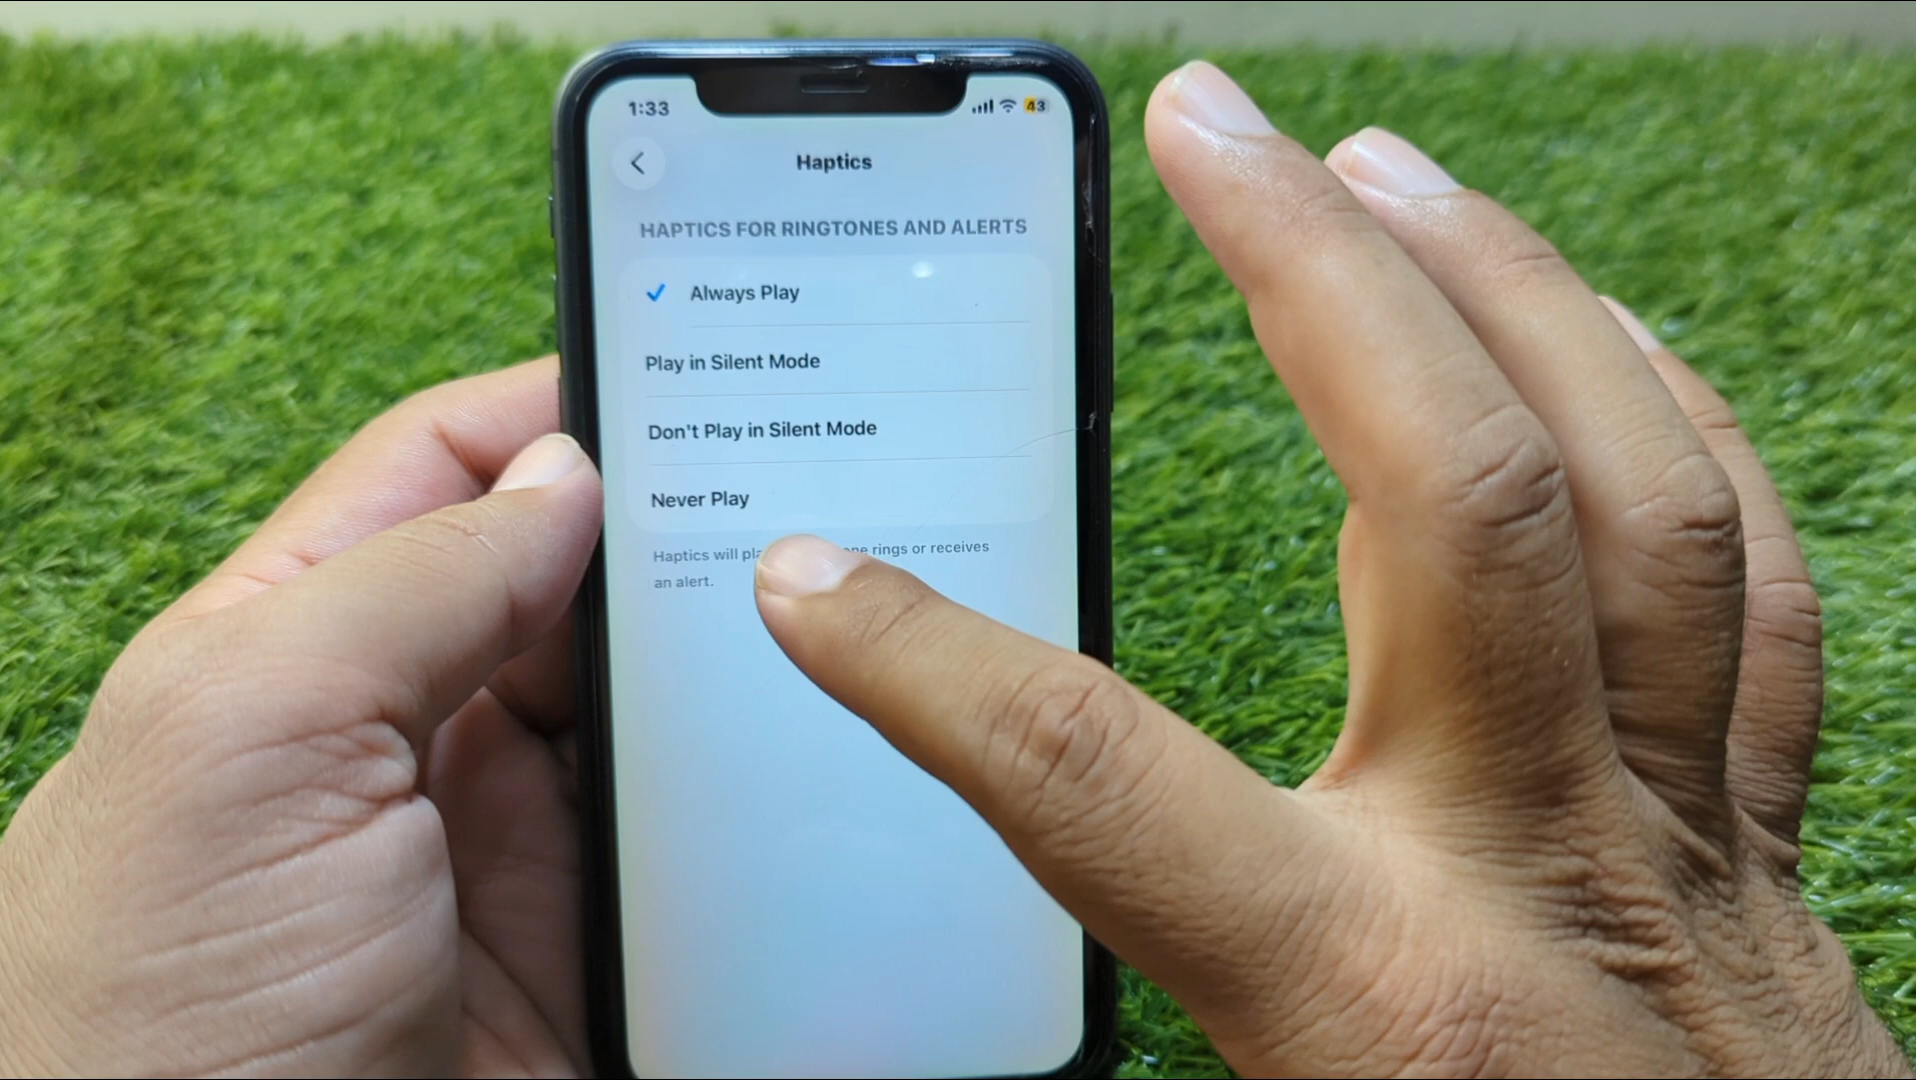 1:33
43
Haptics
HAPTICS FOR RINGTONES AND ALERTS
Always Play
Play in Silent Mode
Don't Play in Silent Mode
Never Play
Haptics will rings or receives
an alert.